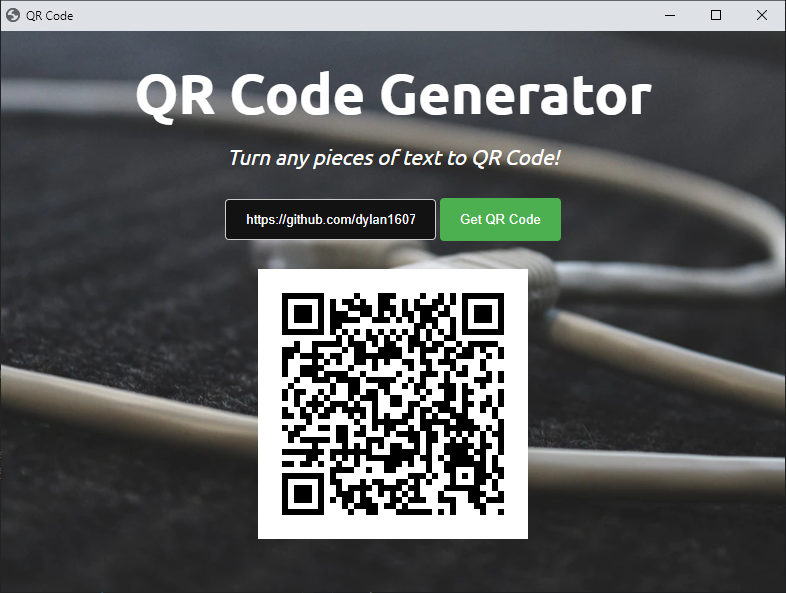 QR Code
QR Code Generator
Turn any pieces of text to QR Code!
https://github.com/dylan1607
Get QR Code